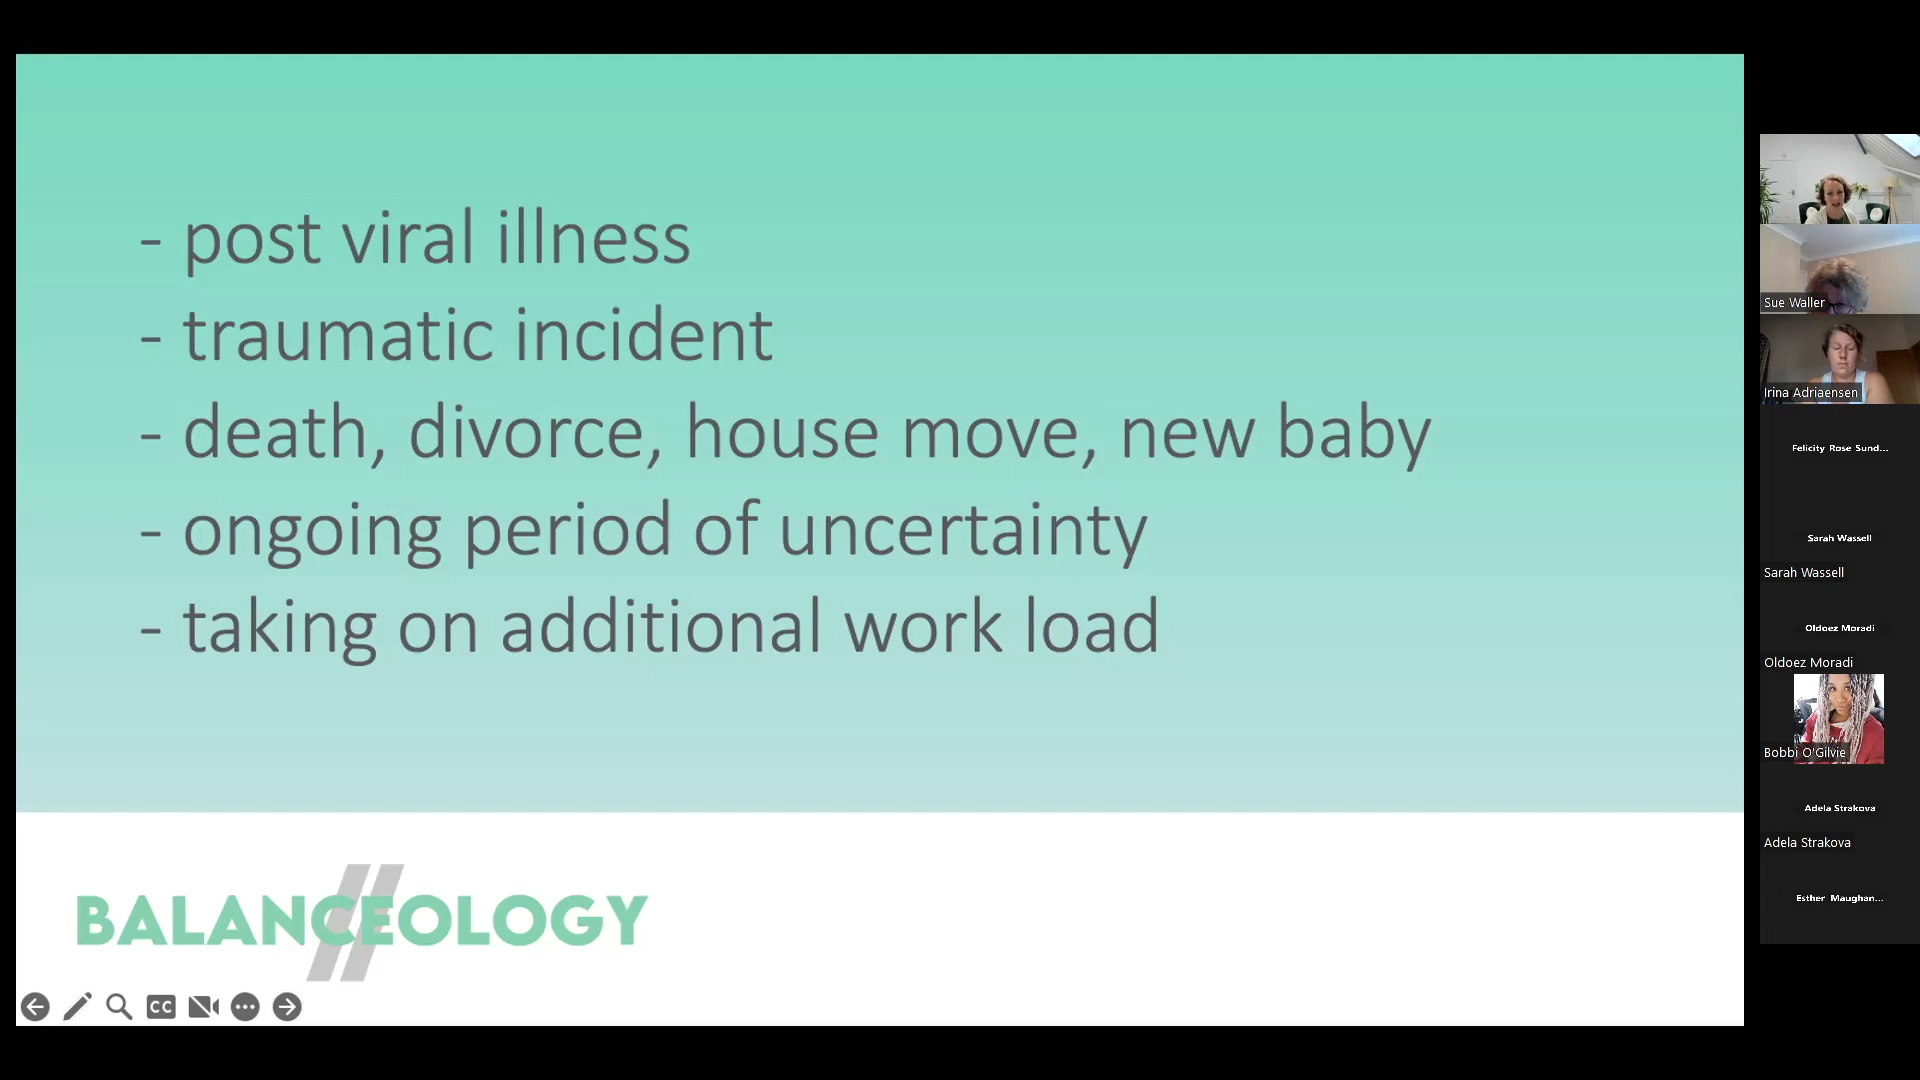 - post viral illness
- traumatic incident
- death, divorce, house move, new baby
- ongoing period of uncertainty
- taking on additional work load
BALANCEOLOGY
CC
Sue Waller
Irina Adriaensen
Felicity Rose Sund...
Sarah Wassell
Sarah Wassell
Oldoez Moradi
Oldoez Moradi
Bobbi O'Gilvie
Adela Strakova
Adela Strakova
Esther Maughan...